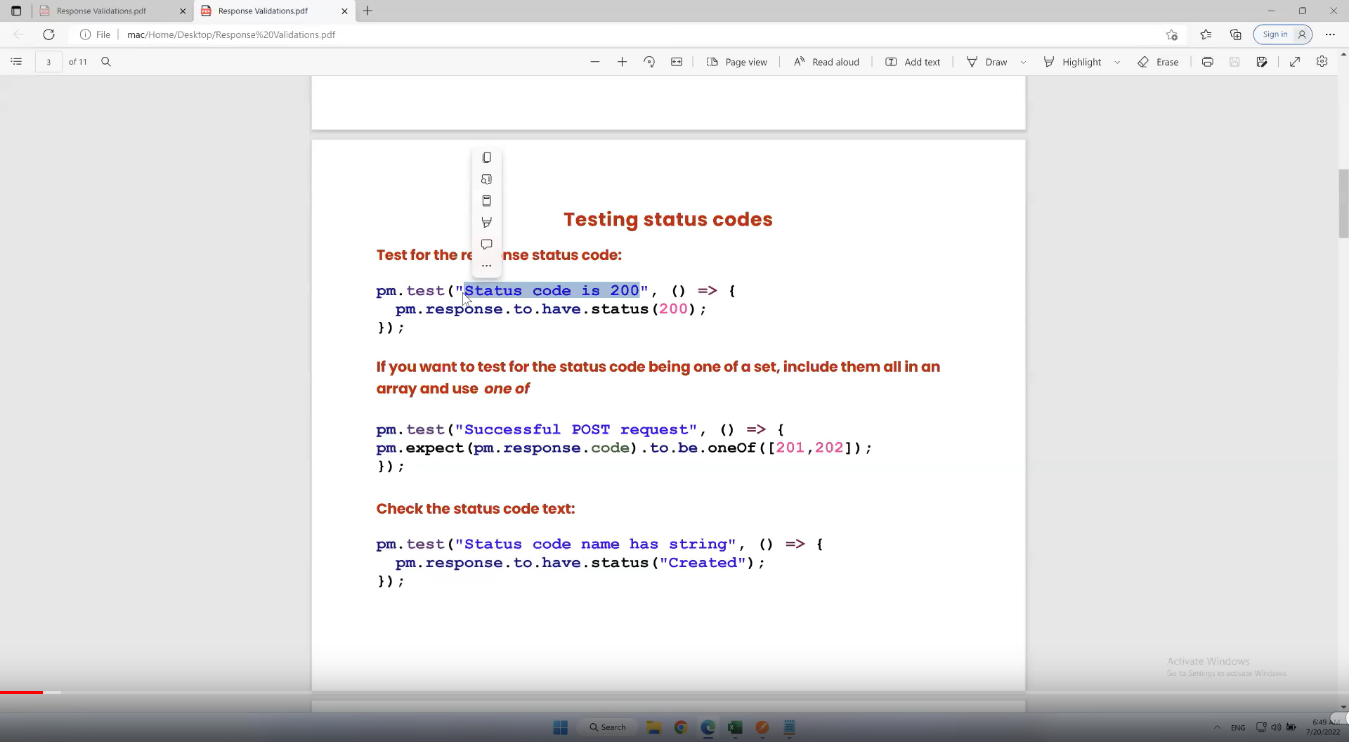 Response Validations.pdf
Response Validations.pdf
File
mac/Home/Desktop/Response%20Validations.pdf
Sign in
3 of 11
Page view
Read aloud
Add text
Draw
Highlight
Erase
Testing status codes
Test for the re nse status code:
pm.test("Status code is 200", () => {
pm.response.to.have.status(200);
});
If you want to test for the status code being one of a set, include them all in an
array and use one of
pm.test("Successful POST request", () => {
pm.expect(pm.response.code).to.be.oneOf([201,202]);
});
Check the status code text:
pm.test("Status code name has string", () => {
pm.response.to.have.status("Created");
});
Activate Windows
Go to Settings to activate Windows.
Search
ENG
6:49 AM
7/20/2022